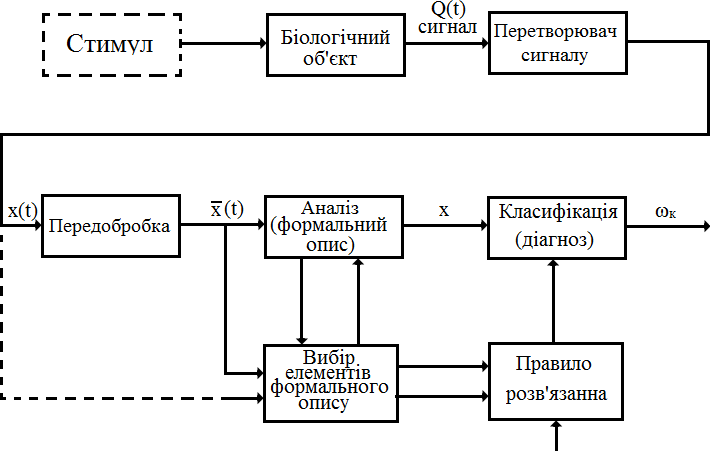 Стимул
Біологічний
об'єкт
Q(t)
сигнал
Перетворювач
сигналу
x(t)
Передобробка
x̅(t)
Аналіз
(формальний
опис)
x
Класифікація
(діагноз)
ωк
Вибір
елементів
формального
опису
Правило
розв'язанна